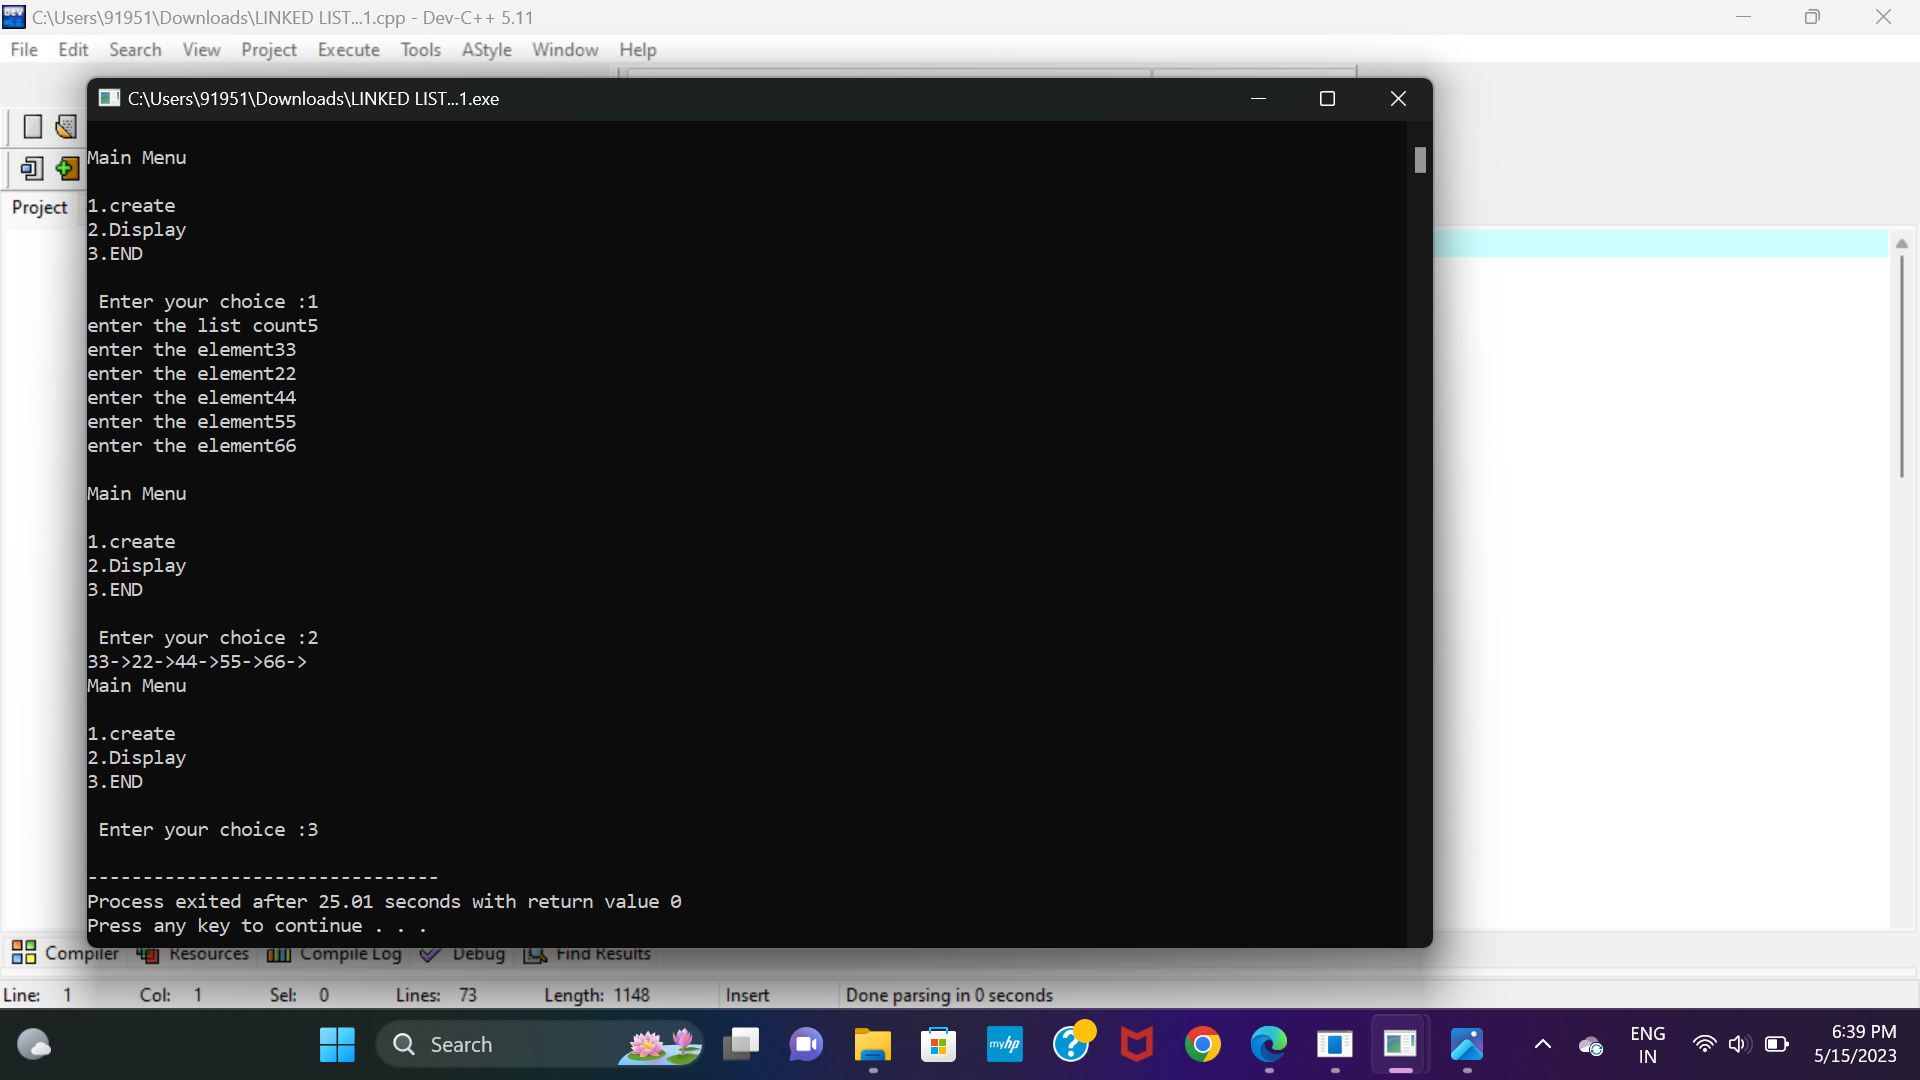 C:\Users\91951\Downloads\LINKED LIST...1.cpp - Dev-C++ 5.11
File Edit Search View Project Execute Tools AStyle Window Help
C:\Users\91951\Downloads\LINKED LIST...1.exe
Project
Main Menu
1.create
2.Display
3.END
Enter your choice :1
enter the list count5
enter the element33
enter the element22
enter the element44
enter the element55
enter the element66
Main Menu
1.create
2.Display
3.END
Enter your choice :2
33->22->44->55->66->
Main Menu
1.create
2.Display
3.END
Enter your choice :3
--------------------------------
Process exited after 25.01 seconds with return value 0
Press any key to continue . . .
Compiler Resources Compile Log Debug Find Results
Line: 1 Col: 1 Sel: 0 Lines: 73 Length: 1148 Insert Done parsing in 0 seconds
Search
myhp
ENG
IN
6:39 PM
5/15/2023